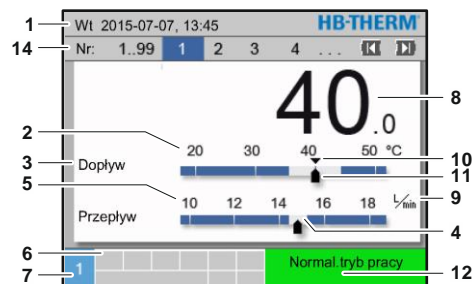 1 Wt 2015-07-07, 13:45 HB-THERM
14 Nr: 1..99 1 2 3 4 ...
40.0 8
2 20 30 40 50 °C 10
3 Dopływ 11
5 10 12 14 16 18 L/min 9
Przepływ 4
6
7 1 Normal.tryb pracy 12